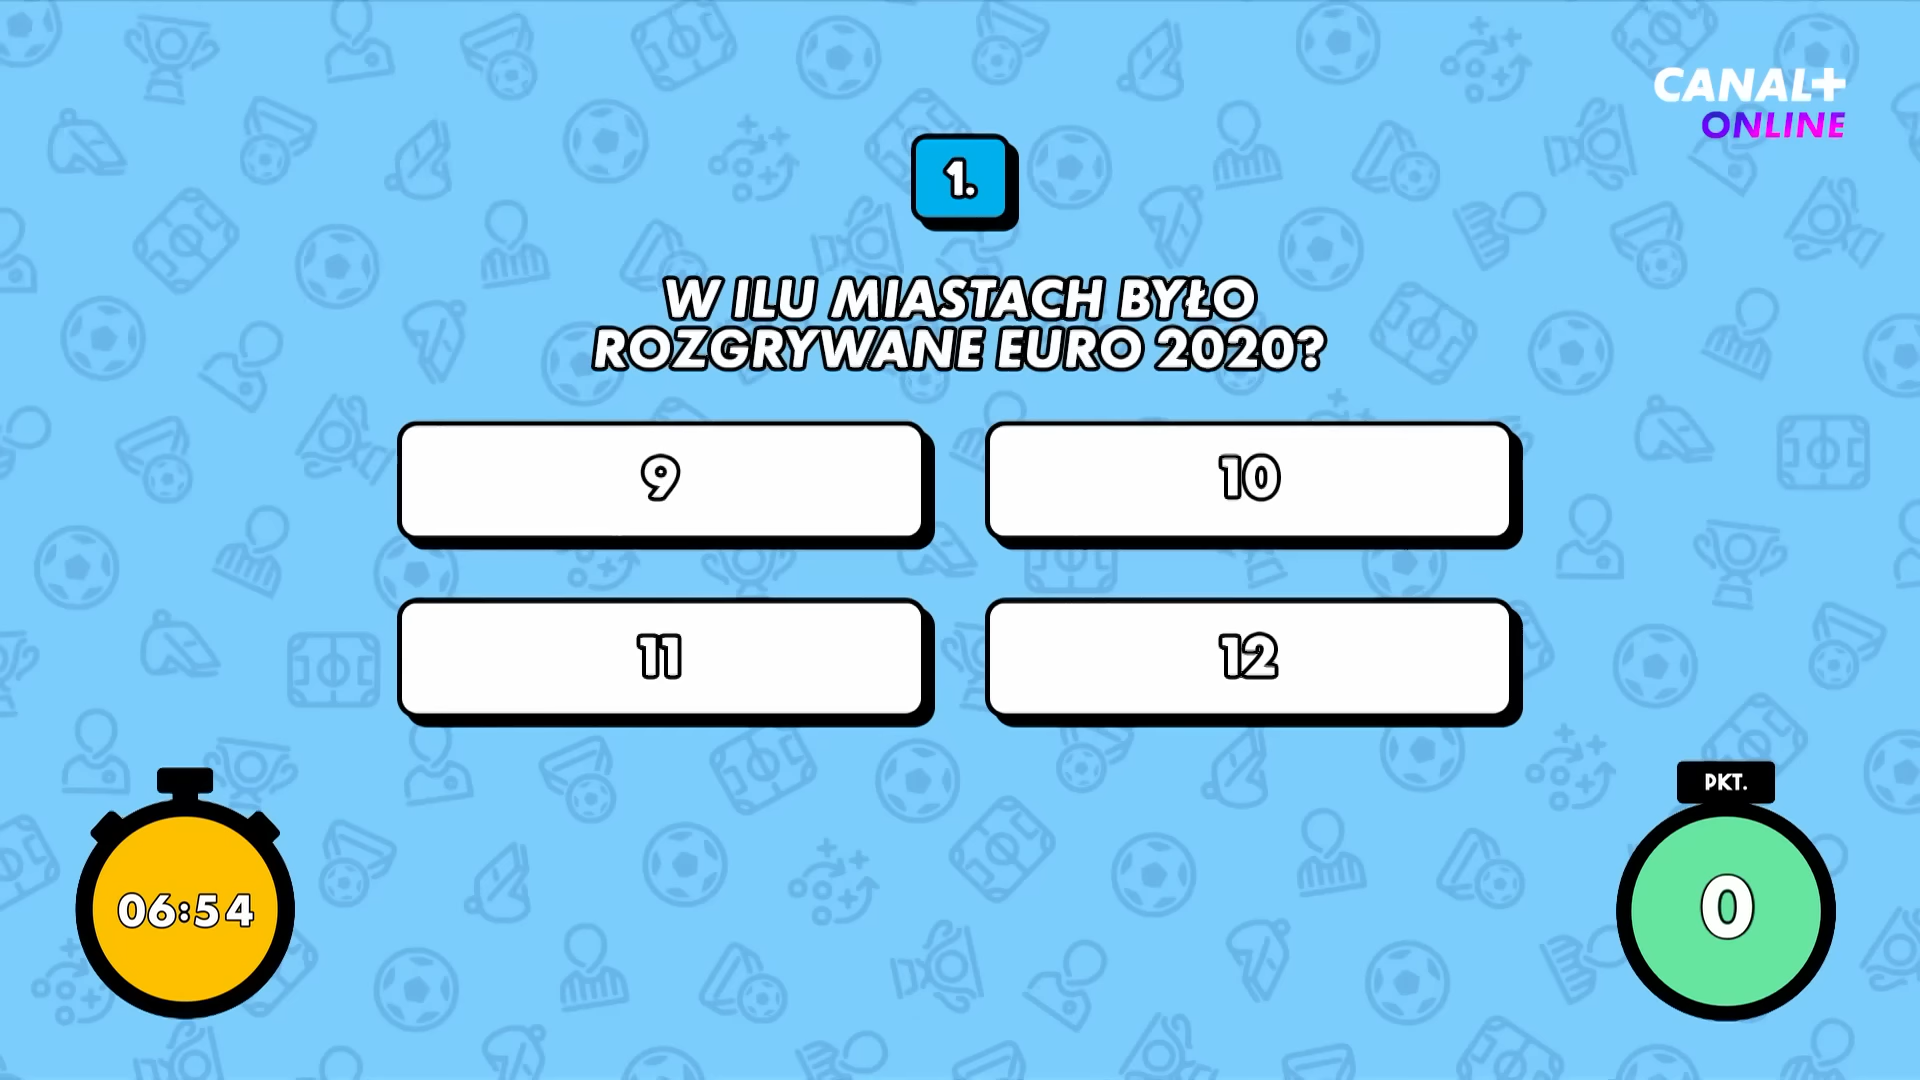 CANAL+
ONLINE
1.
W ILU MIASTACH BYŁO
ROZGRYWANE EURO 2020?
9
10
11
12
06:54
PKT.
0